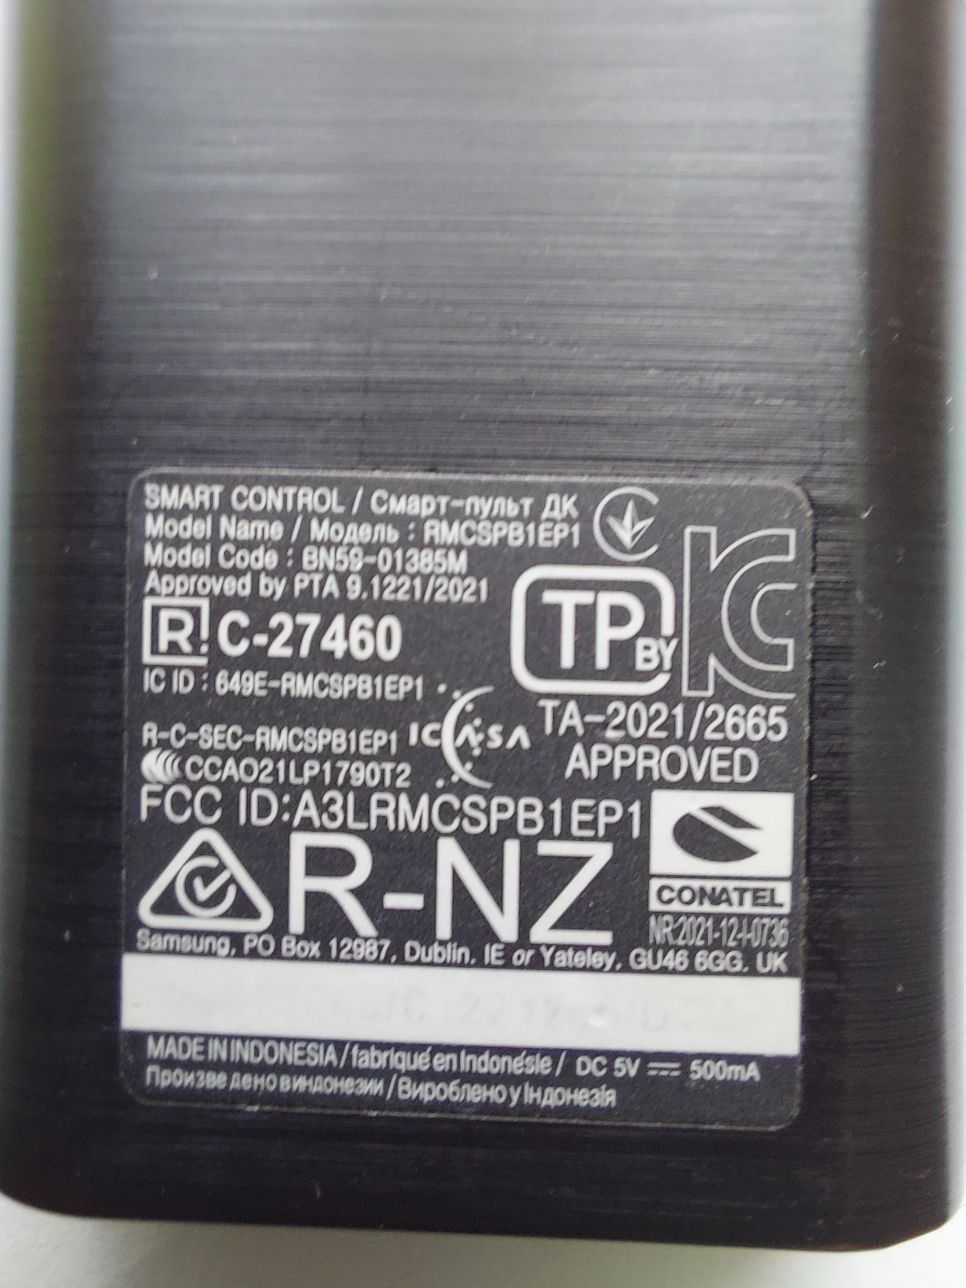 SMART CONTROL / Смарт-пульт ДК
Model Name / Модель : RMCSPB1EP1
Model Code : BN59-01385M
Approved by PTA 9.1221/2021
R C-27460
TP BY
IC ID : 649E-RMCSPB1EP1
R-C-SEC-RMCSPB1EP1
ICASA
TA-2021/2665
APPROVED
CCAO21LP1790T2
FCC ID:A3LRMCSPB1EP1
R-NZ
CONATEL
NR:2021-12-I-0736
Samsung, PO Box 12987, Dublin. IE or Yateley, GU46 6GG. UK
MADE IN INDONESIA / fabriqué en Indonésie / DC 5V 500mA
Произведено в индонезии / Вироблено у Індонезія